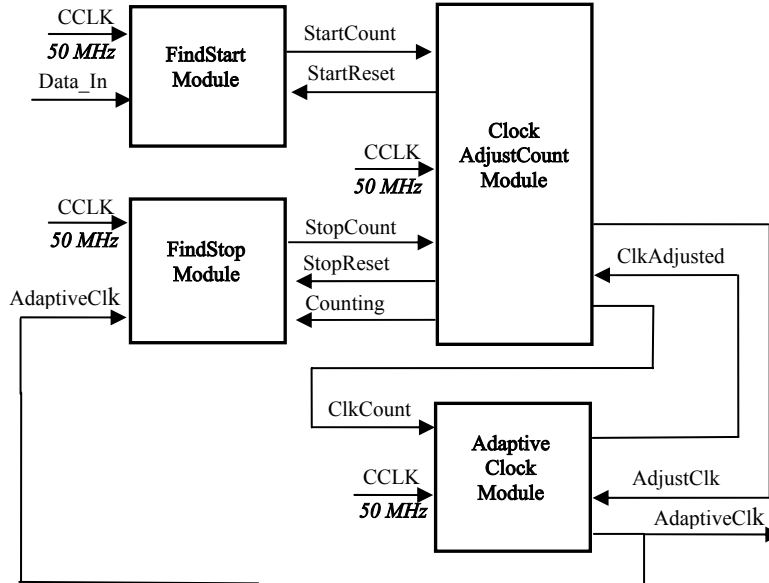 CCLK
50 MHz
Data_In
FindStart
Module
StartCount
StartReset
Clock
AdjustCount
Module
CCLK
50 MHz
CCLK
50 MHz
AdaptiveClk
FindStop
Module
StopCount
StopReset
Counting
ClkAdjusted
ClkCount
Adaptive
Clock
Module
CCLK
50 MHz
AdjustClk
AdaptiveClk